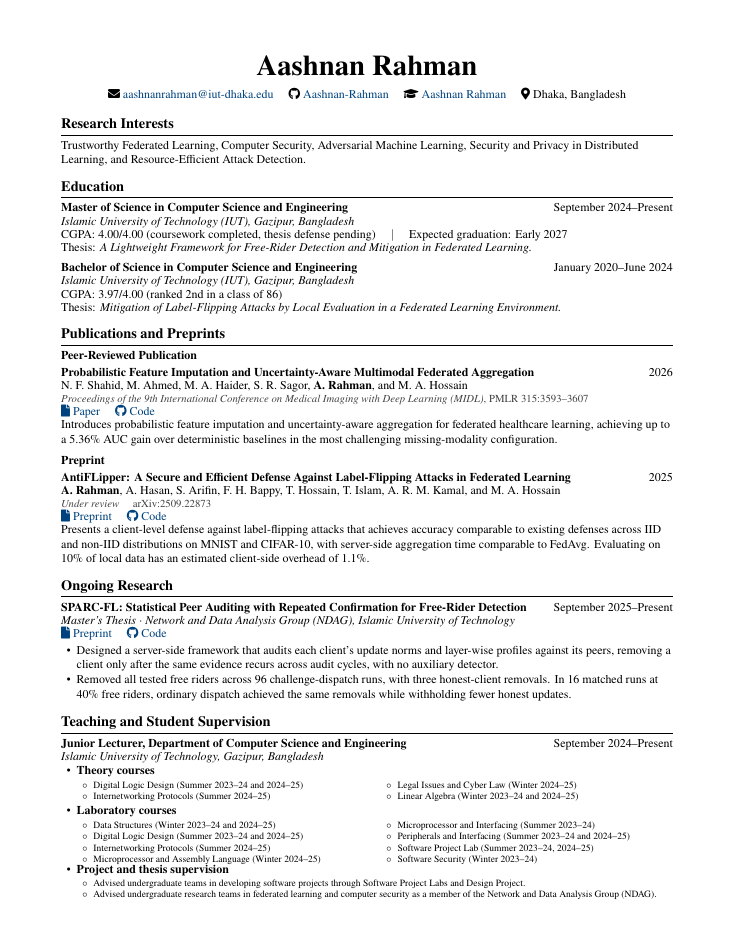 Aashnan Rahman
aashnanrahman@iut-dhaka.edu Aashnan-Rahman Aashnan Rahman Dhaka, Bangladesh
Research Interests
Trustworthy Federated Learning, Computer Security, Adversarial Machine Learning, Security and Privacy in Distributed
Learning, and Resource-Efficient Attack Detection.
Education
Master of Science in Computer Science and Engineering September 2024–Present
Islamic University of Technology (IUT), Gazipur, Bangladesh
CGPA: 4.00/4.00 (coursework completed, thesis defense pending) | Expected graduation: Early 2027
Thesis: A Lightweight Framework for Free-Rider Detection and Mitigation in Federated Learning.
Bachelor of Science in Computer Science and Engineering January 2020–June 2024
Islamic University of Technology (IUT), Gazipur, Bangladesh
CGPA: 3.97/4.00 (ranked 2nd in a class of 86)
Thesis: Mitigation of Label-Flipping Attacks by Local Evaluation in a Federated Learning Environment.
Publications and Preprints
Peer-Reviewed Publication
Probabilistic Feature Imputation and Uncertainty-Aware Multimodal Federated Aggregation 2026
N. F. Shahid, M. Ahmed, M. A. Haider, S. R. Sagor, A. Rahman, and M. A. Hossain
Proceedings of the 9th International Conference on Medical Imaging with Deep Learning (MIDL), PMLR 315:3593–3607
Paper Code
Introduces probabilistic feature imputation and uncertainty-aware aggregation for federated healthcare learning, achieving up to
a 5.36% AUC gain over deterministic baselines in the most challenging missing-modality configuration.
Preprint
AntiFLipper: A Secure and Efficient Defense Against Label-Flipping Attacks in Federated Learning 2025
A. Rahman, A. Hasan, S. Arifin, F. H. Bappy, T. Hossain, T. Islam, A. R. M. Kamal, and M. A. Hossain
Under review arXiv:2509.22873
Preprint Code
Presents a client-level defense against label-flipping attacks that achieves accuracy comparable to existing defenses across IID
and non-IID distributions on MNIST and CIFAR-10, with server-side aggregation time comparable to FedAvg. Evaluating on
10% of local data has an estimated client-side overhead of 1.1%.
Ongoing Research
SPARC-FL: Statistical Peer Auditing with Repeated Confirmation for Free-Rider Detection September 2025–Present
Master's Thesis · Network and Data Analysis Group (NDAG), Islamic University of Technology
Preprint Code
• Designed a server-side framework that audits each client's update norms and layer-wise profiles against its peers, removing a
client only after the same evidence recurs across audit cycles, with no auxiliary detector.
• Removed all tested free riders across 96 challenge-dispatch runs, with three honest-client removals. In 16 matched runs at
40% free riders, ordinary dispatch achieved the same removals while withholding fewer honest updates.
Teaching and Student Supervision
Junior Lecturer, Department of Computer Science and Engineering September 2024–Present
Islamic University of Technology, Gazipur, Bangladesh
• Theory courses
○ Digital Logic Design (Summer 2023–24 and 2024–25) ○ Legal Issues and Cyber Law (Winter 2024–25)
○ Internetworking Protocols (Summer 2024–25) ○ Linear Algebra (Winter 2023–24 and 2024–25)
• Laboratory courses
○ Data Structures (Winter 2023–24 and 2024–25) ○ Microprocessor and Interfacing (Summer 2023–24)
○ Digital Logic Design (Summer 2023–24 and 2024–25) ○ Peripherals and Interfacing (Summer 2023–24 and 2024–25)
○ Internetworking Protocols (Summer 2024–25) ○ Software Project Lab (Summer 2023–24, 2024–25)
○ Microprocessor and Assembly Language (Winter 2024–25) ○ Software Security (Winter 2023–24)
• Project and thesis supervision
○ Advised undergraduate teams in developing software projects through Software Project Labs and Design Project.
○ Advised undergraduate research teams in federated learning and computer security as a member of the Network and Data Analysis Group (NDAG).